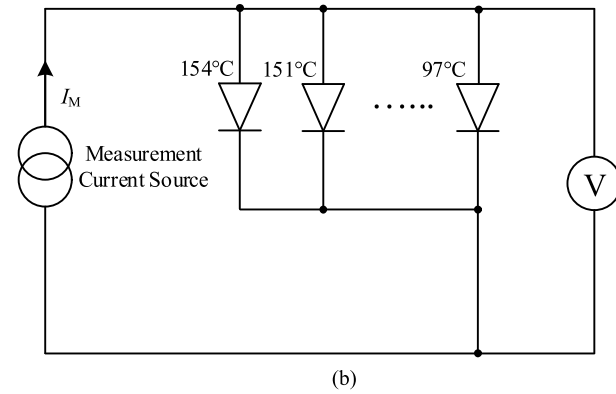 154°C 151°C 97°C
I_M
Measurement
Current Source
V
(b)